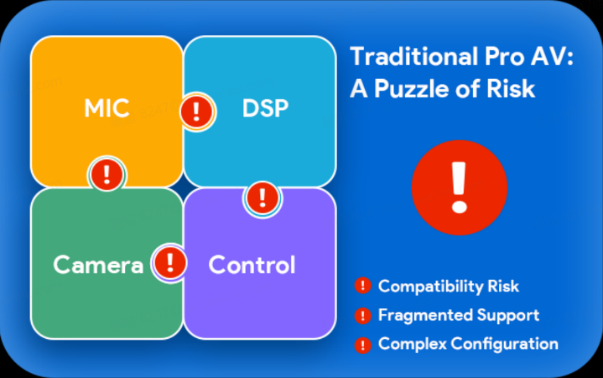 Traditional Pro AV:
A Puzzle of Risk
MIC
DSP
Camera
Control
Compatibility Risk
Fragmented Support
Complex Configuration